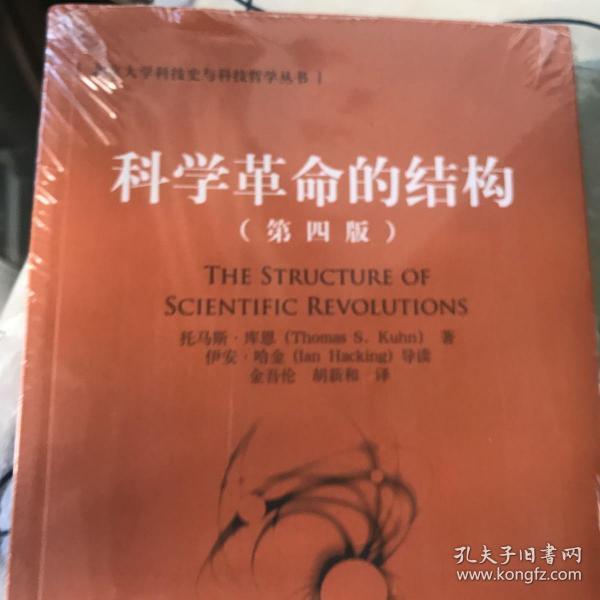 北京大学科技史与科技哲学丛书
科学革命的结构
（第四版）
THE STRUCTURE OF
SCIENTIFIC REVOLUTIONS
托马斯·库恩（Thomas S. Kuhn）著
伊安·哈金（Ian Hacking）导读
金吾伦 胡新和 译
孔夫子旧书网
www.kongfz.com